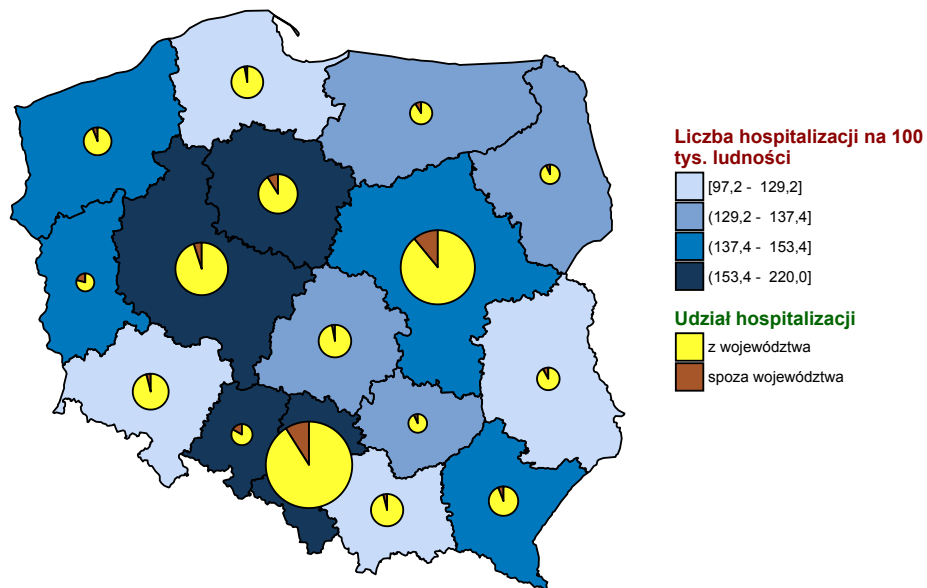 Liczba hospitalizacji na 100
tys. ludności
[97,2 - 129,2]
(129,2 - 137,4]
(137,4 - 153,4]
(153,4 - 220,0]
Udział hospitalizacji
z województwa
spoza województwa